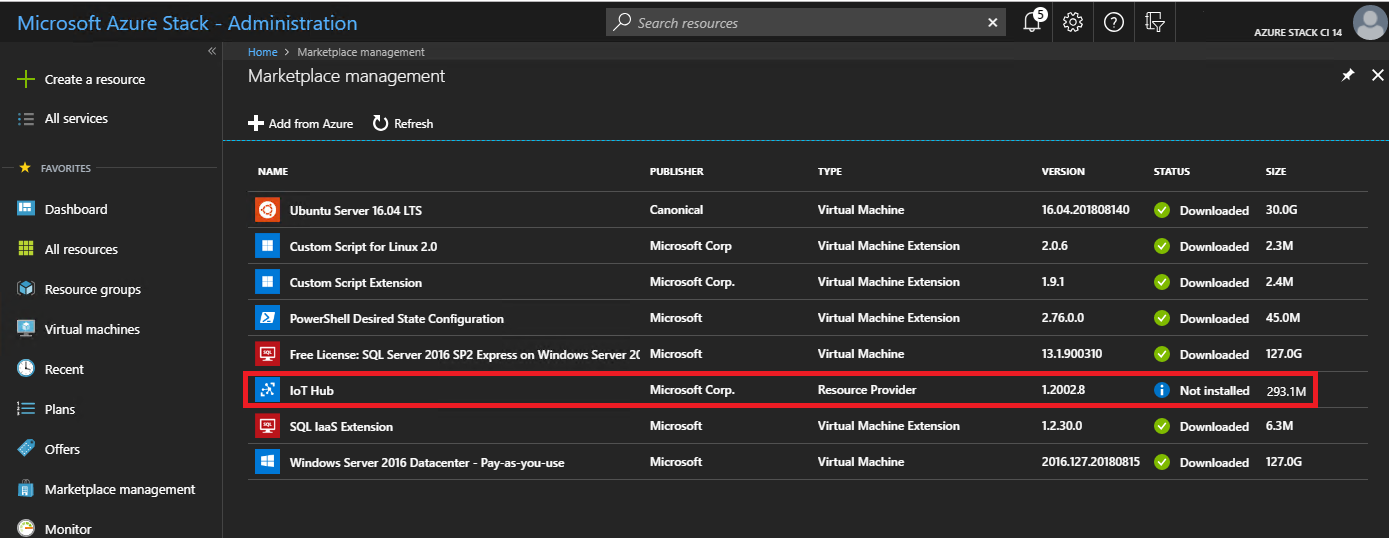 Microsoft Azure Stack - Administration
Search resources
5
AZURE STACK CI 14
Create a resource
All services
FAVORITES
Dashboard
All resources
Resource groups
Virtual machines
Recent
Plans
Offers
Marketplace management
Monitor
Home > Marketplace management
Marketplace management
Add from Azure Refresh
NAME PUBLISHER TYPE VERSION STATUS SIZE
Ubuntu Server 16.04 LTS Canonical Virtual Machine 16.04.201808140 Downloaded 30.0G
Custom Script for Linux 2.0 Microsoft Corp Virtual Machine Extension 2.0.6 Downloaded 2.3M
Custom Script Extension Microsoft Corp. Virtual Machine Extension 1.9.1 Downloaded 2.4M
PowerShell Desired State Configuration Microsoft Virtual Machine Extension 2.76.0.0 Downloaded 45.0M
Free License: SQL Server 2016 SP2 Express on Windows Server 20 Microsoft Virtual Machine 13.1.900310 Downloaded 127.0G
IoT Hub Microsoft Corp. Resource Provider 1.2002.8 Not installed 293.1M
SQL IaaS Extension Microsoft Virtual Machine Extension 1.2.30.0 Downloaded 6.3M
Windows Server 2016 Datacenter - Pay-as-you-use Microsoft Virtual Machine 2016.127.20180815 Downloaded 127.0G